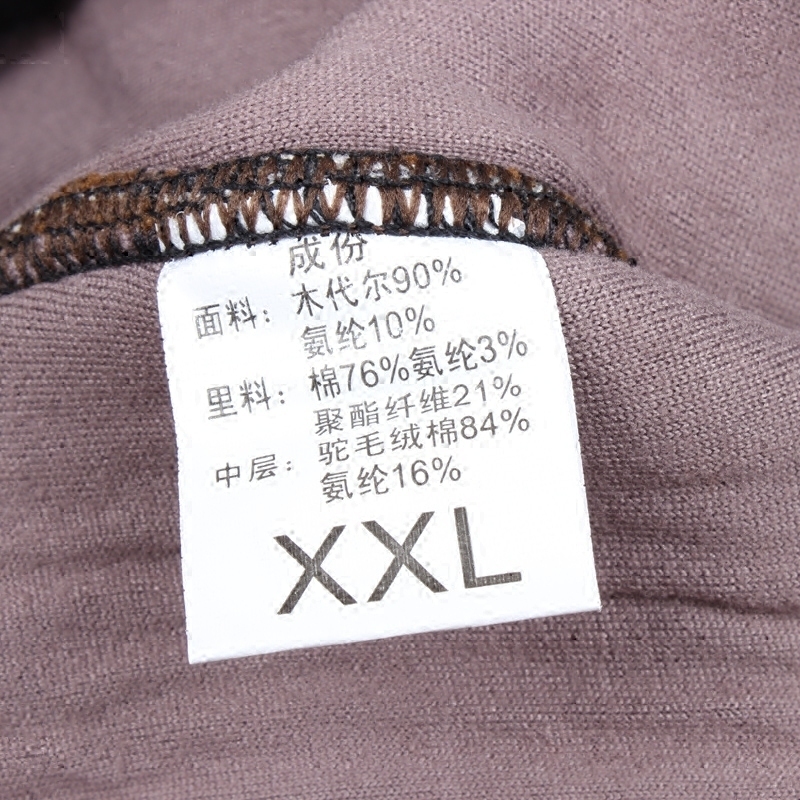 成份
面料：木代尔90%
氨纶10%
里料：棉76%氨纶3%
聚酯纤维21%
中层：驼毛绒棉84%
氨纶16%
XXL